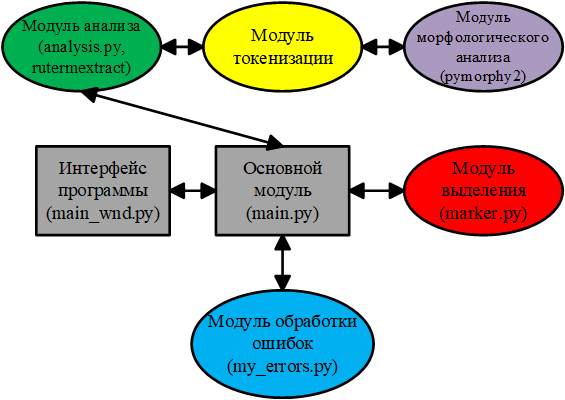 Модуль анализа
(analysis.py,
rutermextract)
Модуль
токенизации
Модуль
морфологического
анализа
(pymorphy2)
Интерфейс
программы
(main_wnd.py)
Основной
модуль
(main.py)
Модуль
выделения
(marker.py)
Модуль обработки
ошибок
(my_errors.py)